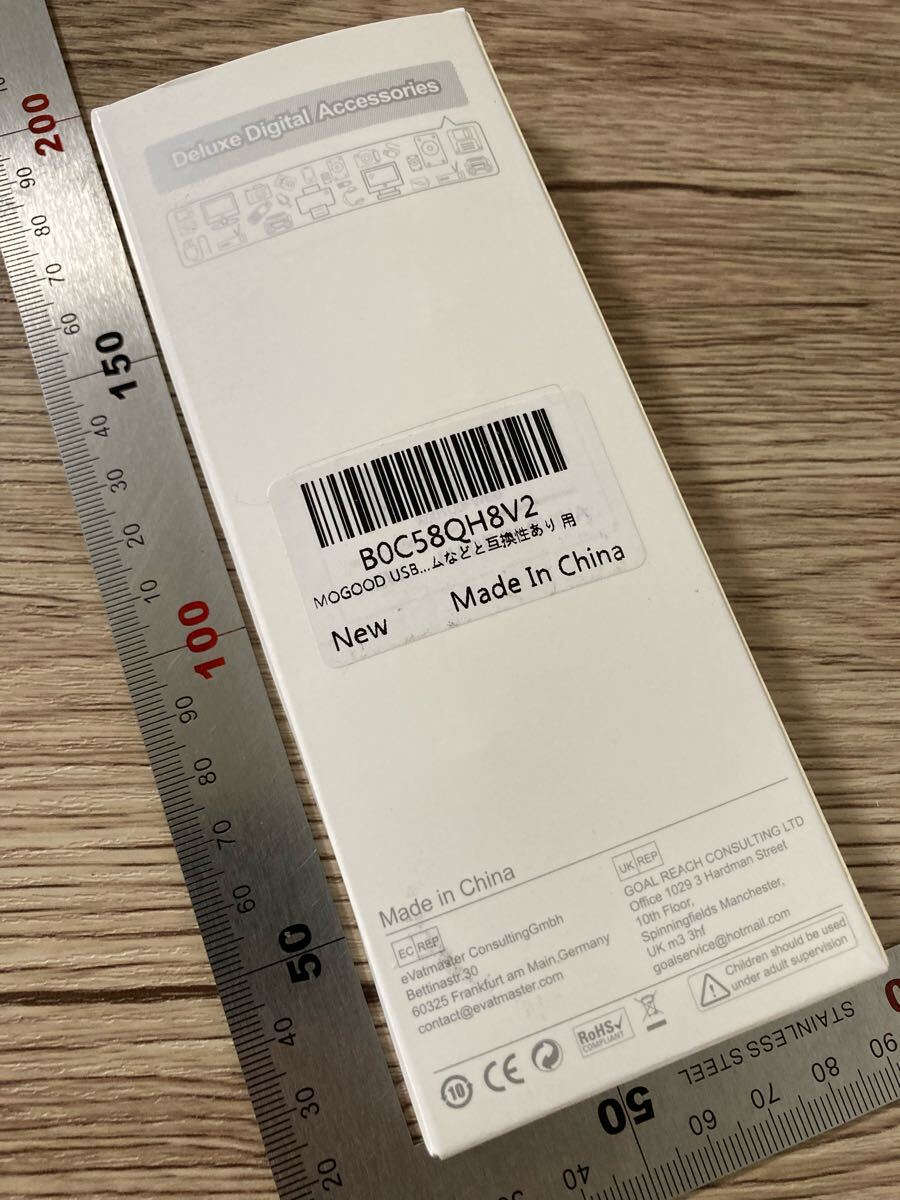 Deluxe Digital Accessories
B0C58QH8V2
MOGOOD USB...ムなどと互換性あり 用
New
Made In China
Made in China
EC REP
eVatmaster ConsultingGmbh
Bettinastr.30
60325 Frankfurt am Main,Germany
contact@evatmaster.com
UK REP
GOAL REACH CONSULTING LTD
Office 1029 3 Hardman Street
10th Floor,
Spinningfields Manchester,
UK m3 3hf
goalservice@hotmail.com
Children should be used
under adult supervision
10
CE
RoHS
COMPLIANT
200
90
80
70
60
150
40
30
20
10
100
90
80
70
60
50
40
30
20
STAINLESS STEEL
40
50
60
70
80
90